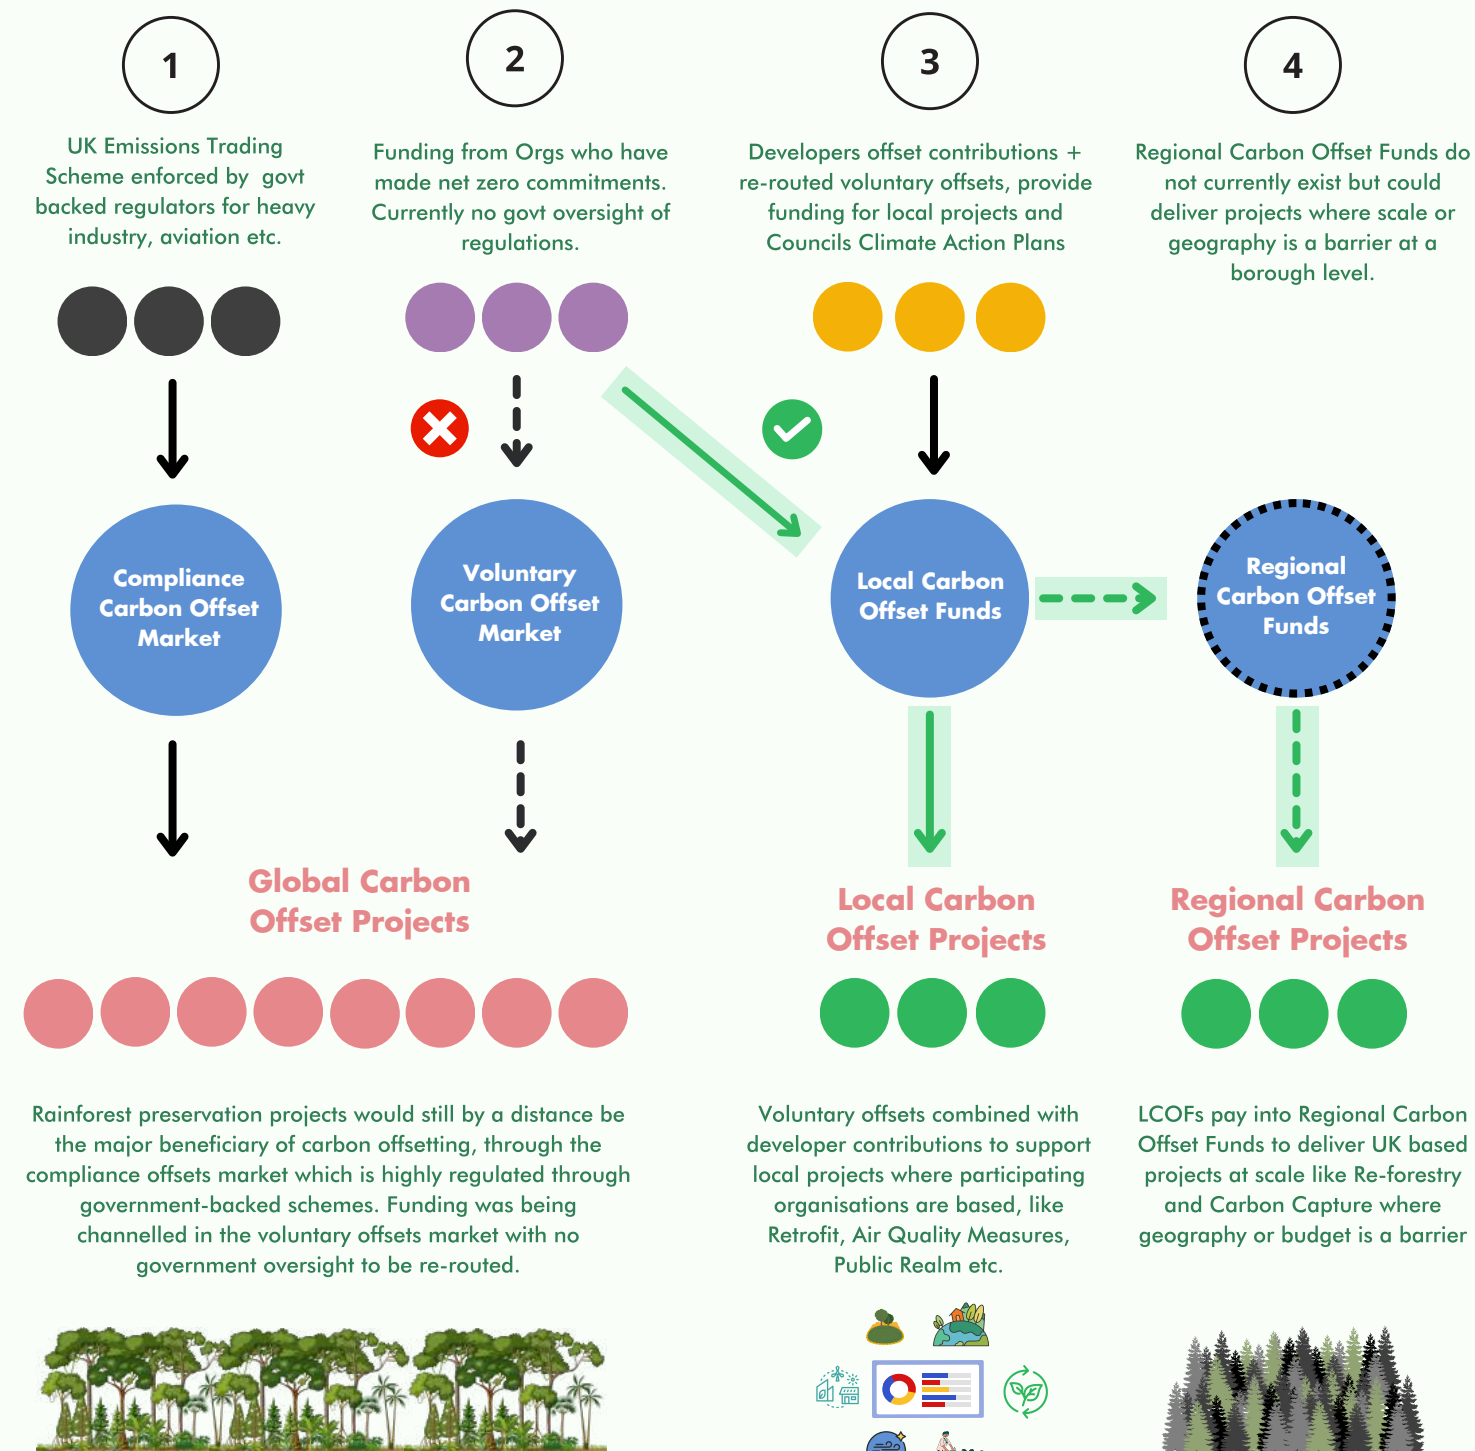 1
UK Emissions Trading
Scheme enforced by govt
backed regulators for heavy
industry, aviation etc.
2
Funding from Orgs who have
made net zero commitments.
Currently no govt oversight of
regulations.
3
Developers offset contributions +
re-routed voluntary offsets, provide
funding for local projects and
Councils Climate Action Plans
4
Regional Carbon Offset Funds do
not currently exist but could
deliver projects where scale or
geography is a barrier at a
borough level.
Compliance
Carbon Offset
Market
Voluntary
Carbon Offset
Market
Local Carbon
Offset Funds
Regional
Carbon Offset
Funds
Global Carbon
Offset Projects
Local Carbon
Offset Projects
Regional Carbon
Offset Projects
Rainforest preservation projects would still by a distance be
the major beneficiary of carbon offsetting, through the
compliance offsets market which is highly regulated through
government-backed schemes. Funding was being
channelled in the voluntary offsets market with no
government oversight to be re-routed.
Voluntary offsets combined with
developer contributions to support
local projects where participating
organisations are based, like
Retrofit, Air Quality Measures,
Public Realm etc.
LCOFs pay into Regional Carbon
Offset Funds to deliver UK based
projects at scale like Re-forestry
and Carbon Capture where
geography or budget is a barrier